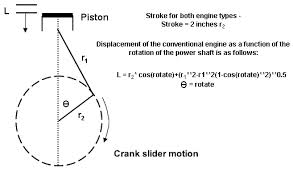 L
Piston
Stroke for both engine types -
Stroke = 2 inches r2
Displacement of the conventional engine as a function of the
rotation of the power shaft is as follows:
r1
L = r2* cos(rotate)+(r1**2-r1**2(1-cos(rotate)**2)**0.5
Θ = rotate
Θ
r2
Crank slider motion